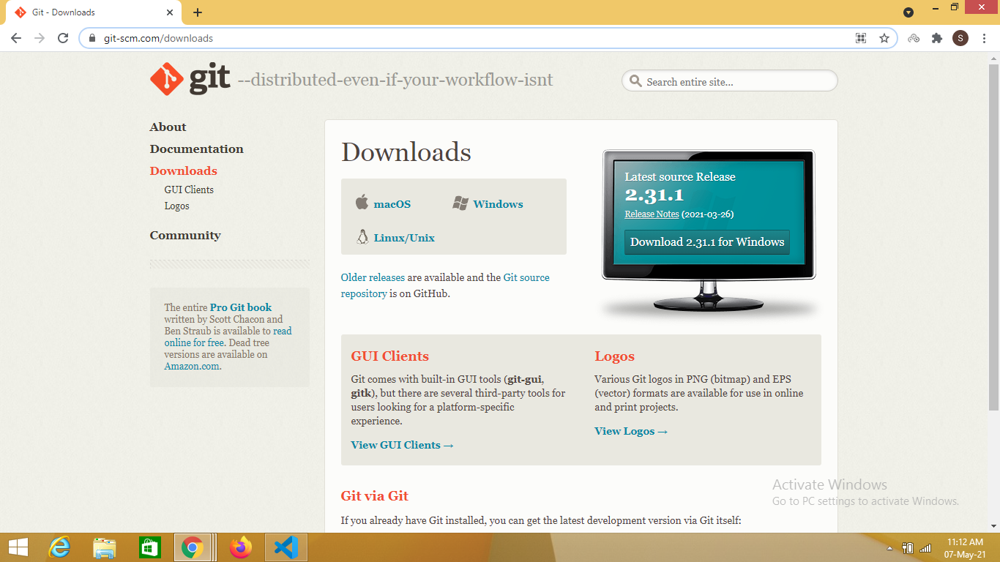 Git - Downloads
git-scm.com/downloads
S
git --distributed-even-if-your-workflow-isnt
Search entire site...
About
Documentation
Downloads
GUI Clients
Logos
Community
The entire Pro Git book
written by Scott Chacon and
Ben Straub is available to read
online for free. Dead tree
versions are available on
Amazon.com.
Downloads
macOS
Windows
Linux/Unix
Older releases are available and the Git source
repository is on GitHub.
Latest source Release
2.31.1
Release Notes (2021-03-26)
Download 2.31.1 for Windows
GUI Clients
Git comes with built-in GUI tools (git-gui,
gitk), but there are several third-party tools for
users looking for a platform-specific
experience.
View GUI Clients →
Logos
Various Git logos in PNG (bitmap) and EPS
(vector) formats are available for use in online
and print projects.
View Logos →
Git via Git
If you already have Git installed, you can get the latest development version via Git itself:
Activate Windows
Go to PC settings to activate Windows.
11:12 AM
07-May-21